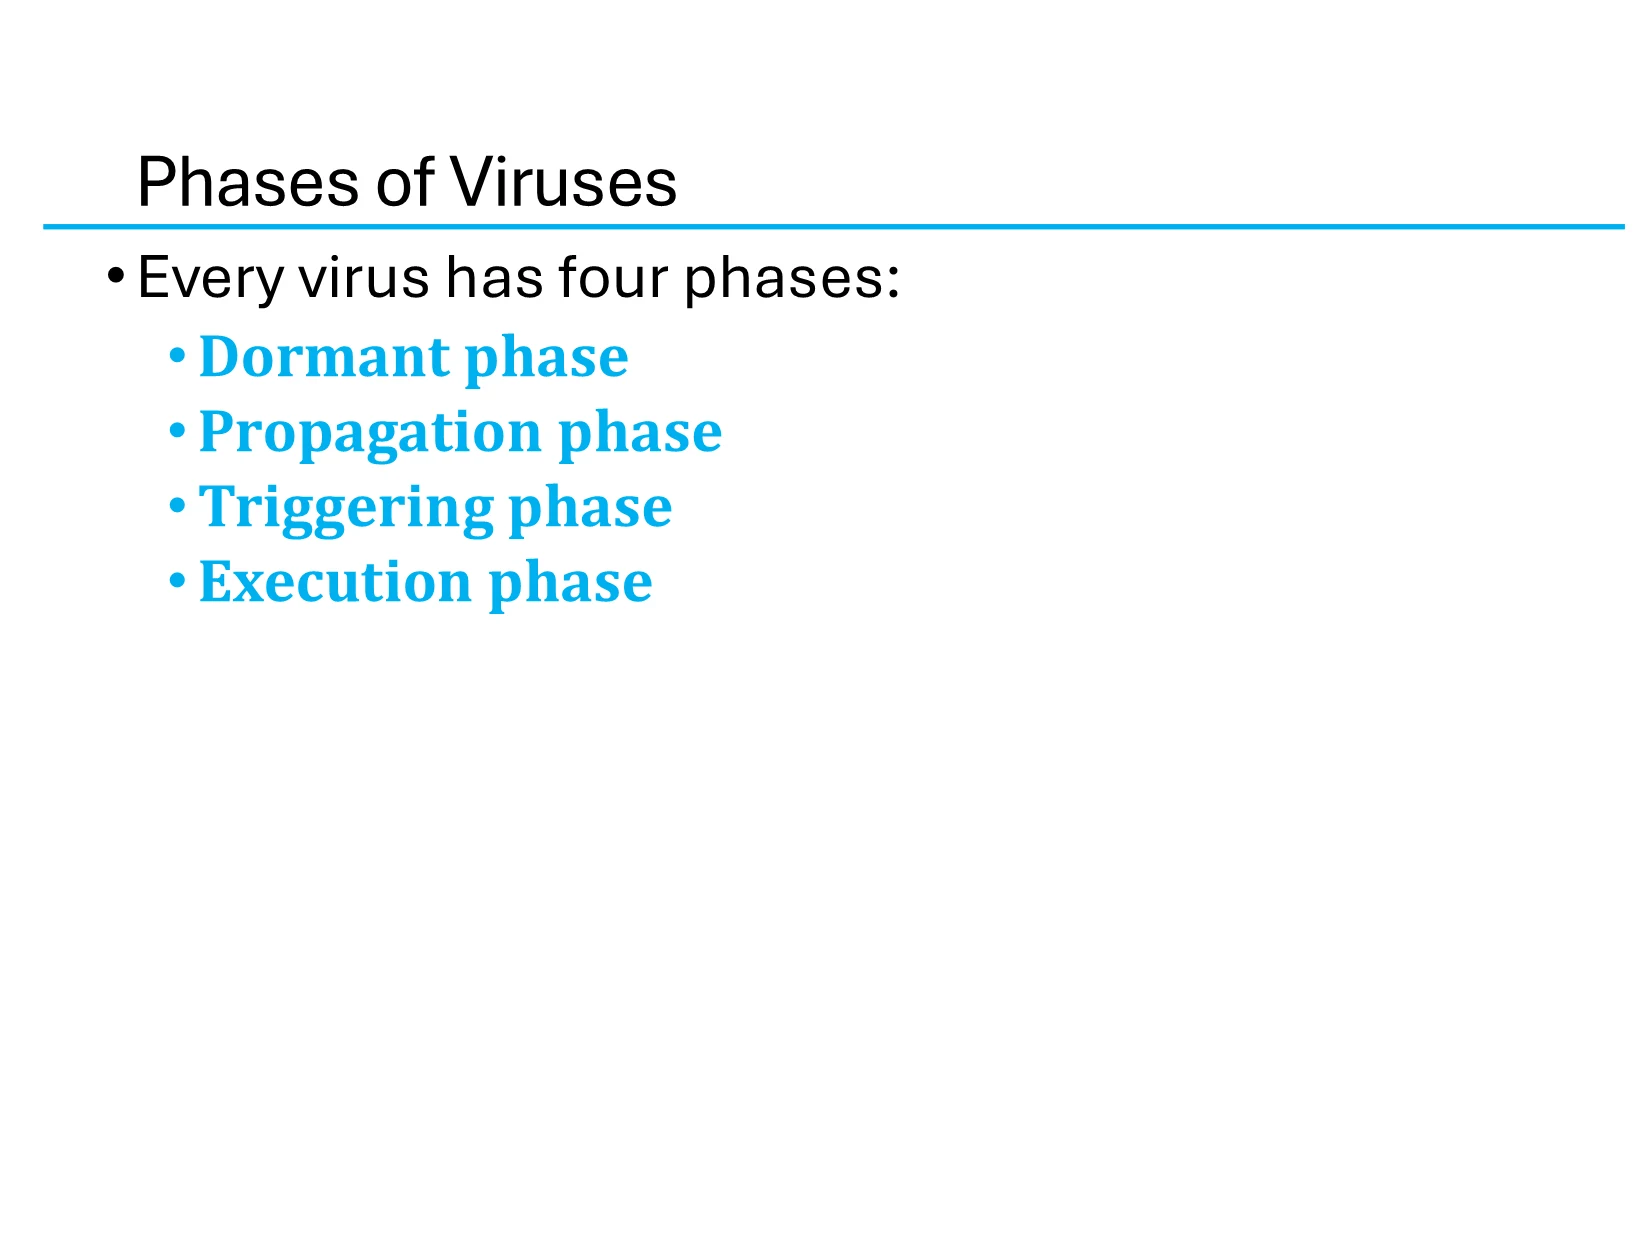 Phases of Viruses
• Every virus has four phases:
• Dormant phase
• Propagation phase
• Triggering phase
• Execution phase